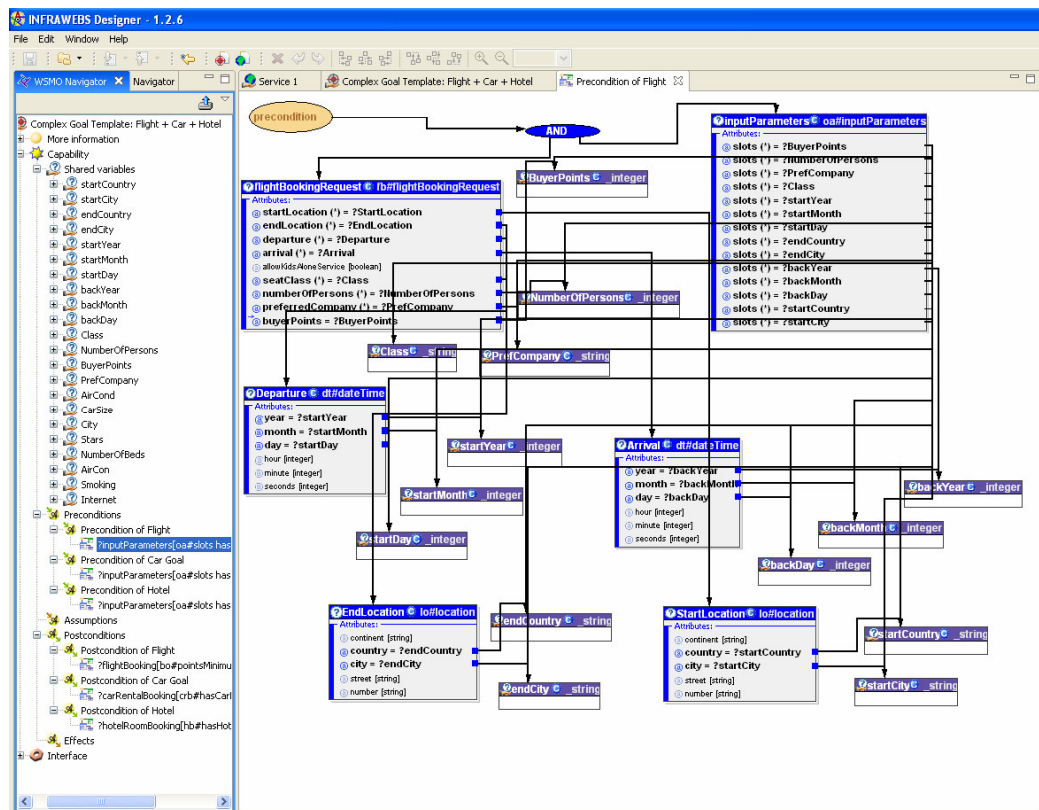 INFRAWEBS Designer - 1.2.6
File Edit Window Help
WSMO Navigator Navigator
Service 1 Complex Goal Template: Flight + Car + Hotel Precondition of Flight
Complex Goal Template: Flight + Car + Hotel
More information
Capability
Shared variables
startCountry
startCity
endCountry
endCity
startYear
startMonth
startDay
backYear
backMonth
backDay
Class
NumberOfPersons
BuyerPoints
PrefCompany
AirCond
CarSize
City
Stars
NumberOfBeds
AirCon
Smoking
Internet
Preconditions
Precondition of Flight
?inputParameters[oa#slots has
Precondition of Car Goal
?inputParameters[oa#slots has
Precondition of Hotel
?inputParameters[oa#slots has
Assumptions
Postconditions
Postcondition of Flight
?flightBooking[bo#pointsMinimu
Postcondition of Car Goal
?carRentalBooking[crb#hasCarI
Postcondition of Hotel
?hotelRoomBooking[hb#hasHot
Effects
Interface
precondition
AND
inputParameters C oa#inputParameters
Attributes:
slots (*) = ?BuyerPoints
slots (*) = ?NumberOfPersons
slots (*) = ?PrefCompany
slots (*) = ?Class
slots (*) = ?startYear
slots (*) = ?startMonth
slots (*) = ?startDay
slots (*) = ?endCountry
slots (*) = ?endCity
slots (*) = ?backYear
slots (*) = ?backMonth
slots (*) = ?backDay
slots (*) = ?startCountry
slots (*) = ?startCity
BuyerPoints C _integer
flightBookingRequest C fb#flightBookingRequest
Attributes:
startLocation (*) = ?StartLocation
endLocation (*) = ?EndLocation
departure (*) = ?Departure
arrival (*) = ?Arrival
allowKidsAloneService [boolean]
seatClass (*) = ?Class
numberOfPersons (*) = ?NumberOfPersons
preferredCompany (*) = ?PrefCompany
buyerPoints = ?BuyerPoints
NumberOfPersons C _integer
Class C _string
PrefCompany C _string
Departure C dt#dateTime
Attributes:
year = ?startYear
month = ?startMonth
day = ?startDay
hour [integer]
minute [integer]
seconds [integer]
startYear C _integer
Arrival C dt#dateTime
Attributes:
year = ?backYear
month = ?backMonth
day = ?backDay
hour [integer]
minute [integer]
seconds [integer]
backYear C _integer
startMonth C _integer
backMonth C _integer
startDay C _integer
backDay C _integer
EndLocation C lo#location
Attributes:
continent [string]
country = ?endCountry
city = ?endCity
street [string]
number [string]
endCountry C _string
StartLocation C lo#location
Attributes:
continent [string]
country = ?startCountry
city = ?startCity
street [string]
number [string]
startCountry C _string
endCity C _string
startCity C _string